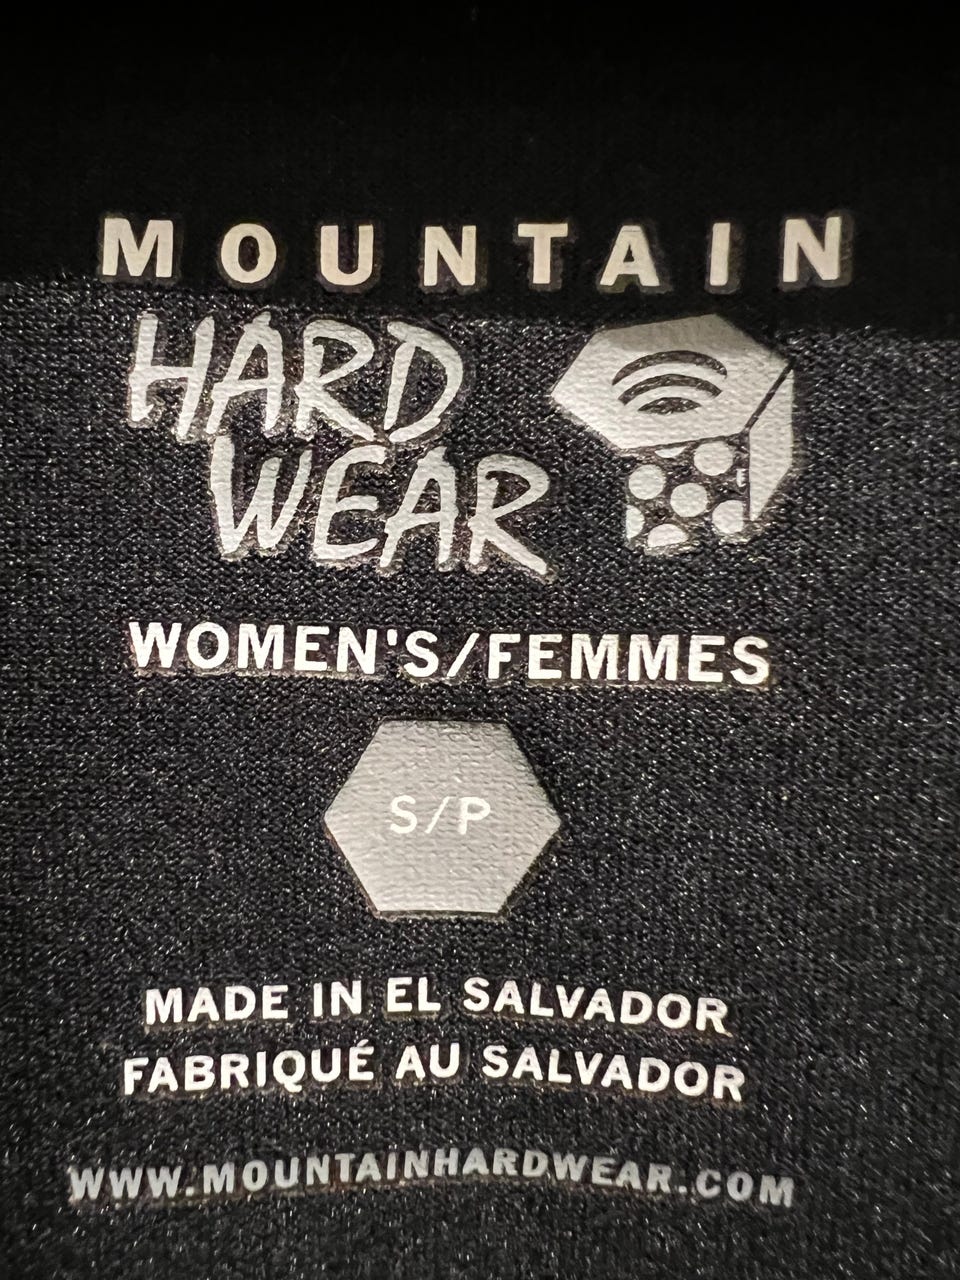 MOUNTAIN
HARD
WEAR
WOMEN'S/FEMMES
S/P
MADE IN EL SALVADOR
FABRIQUÉ AU SALVADOR
WWW.MOUNTAINHARDWEAR.COM